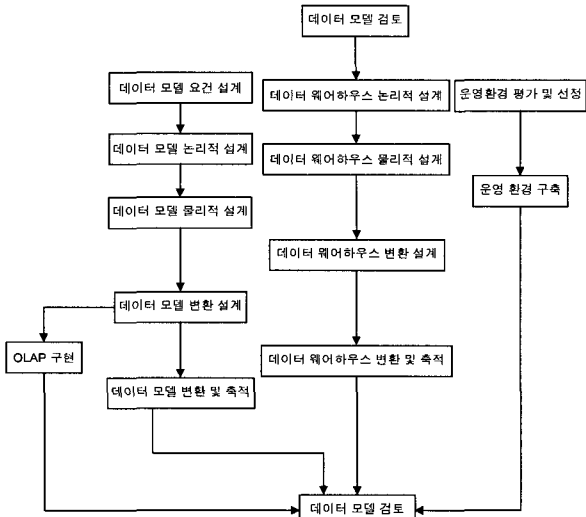 데이터 모델 검토
데이터 모델 요건 설계
데이터 웨어하우스 논리적 설계
운영환경 평가 및 선정
데이터 모델 논리적 설계
데이터 웨어하우스 물리적 설계
운영 환경 구축
데이터 모델 물리적 설계
데이터 웨어하우스 변환 설계
데이터 모델 변환 설계
OLAP 구현
데이터 웨어하우스 변환 및 축적
데이터 모델 변환 및 축적
데이터 모델 검토